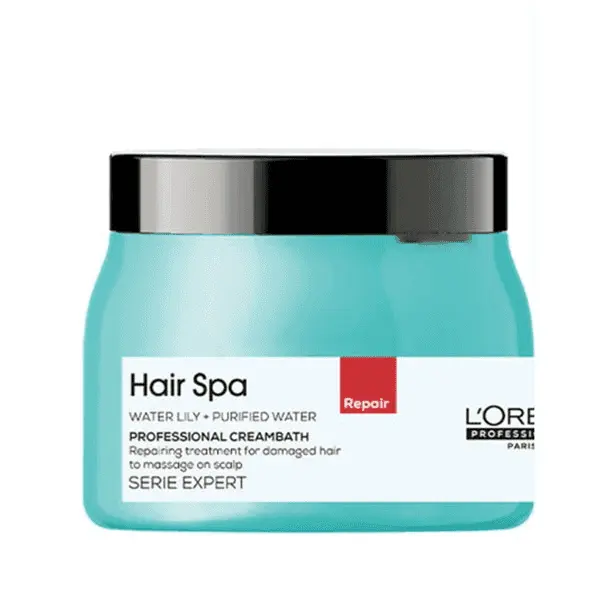 Hair Spa
WATER LILY + PURIFIED WATER
PROFESSIONAL CREAMBATH
Repairing treatment for damaged hair
to massage on scalp
SERIE EXPERT
Repair
L'ORE
PROFESSI
PARIS